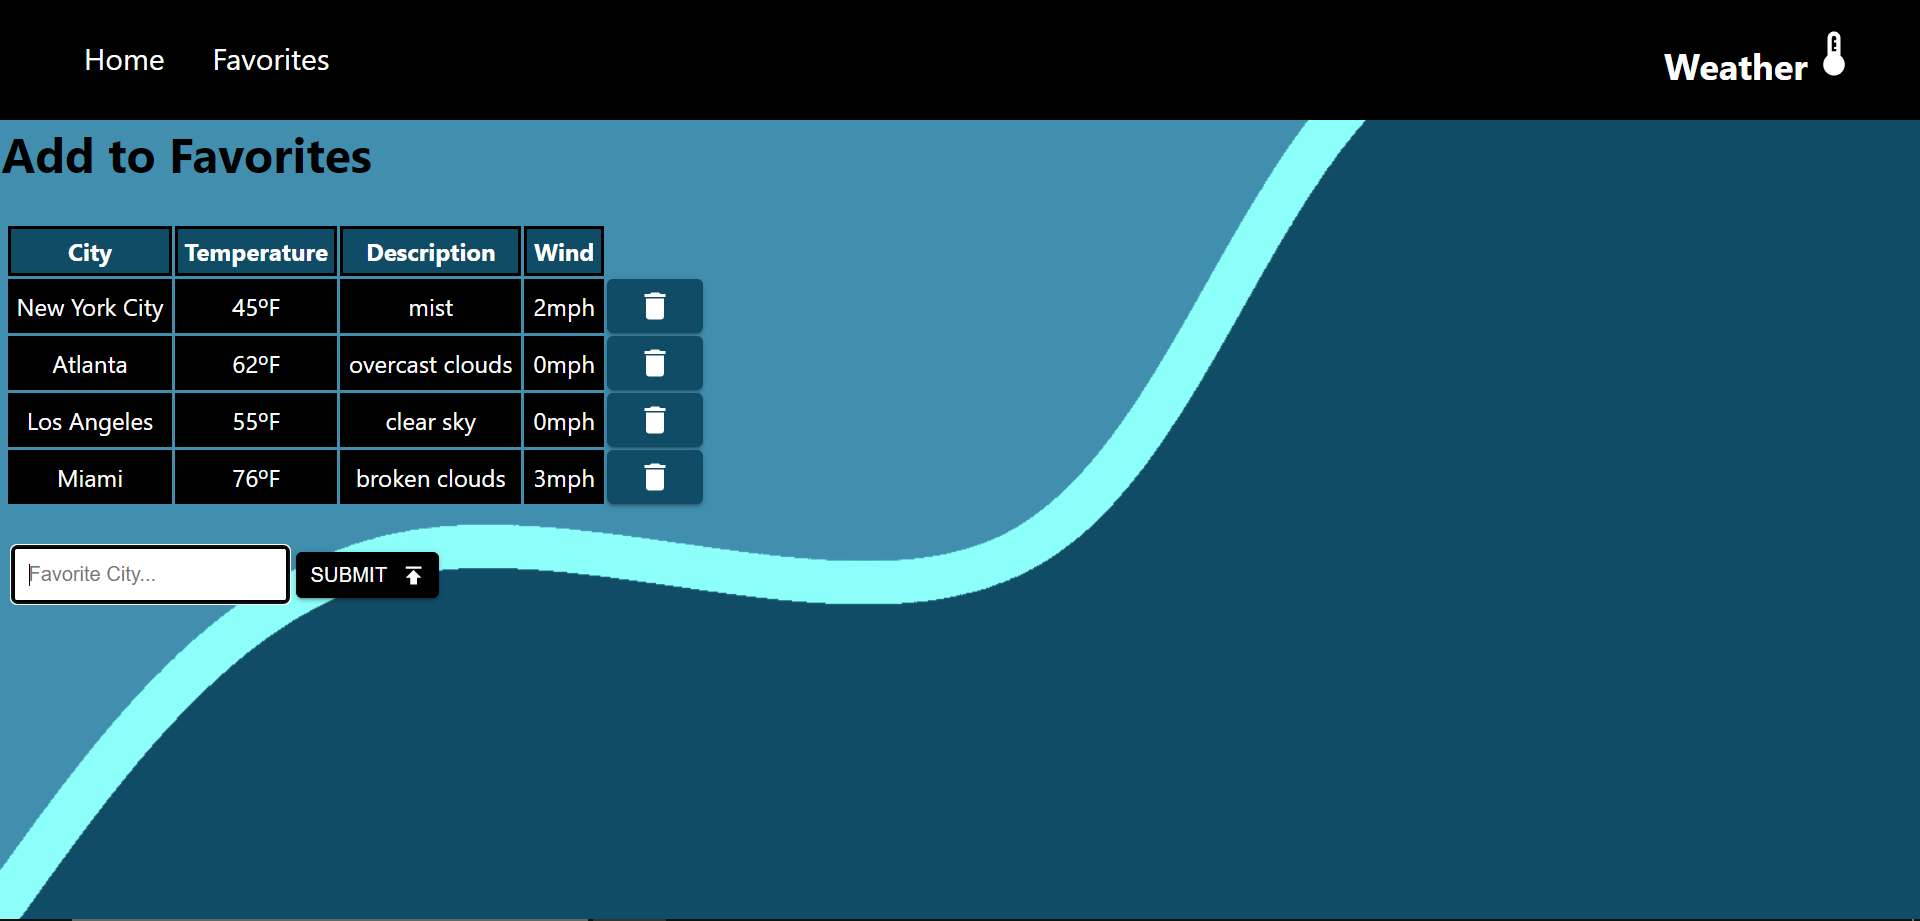 Home Favorites Weather
Add to Favorites
City Temperature Description Wind
New York City 45ºF mist 2mph
Atlanta 62ºF overcast clouds 0mph
Los Angeles 55ºF clear sky 0mph
Miami 76ºF broken clouds 3mph
Favorite City... SUBMIT